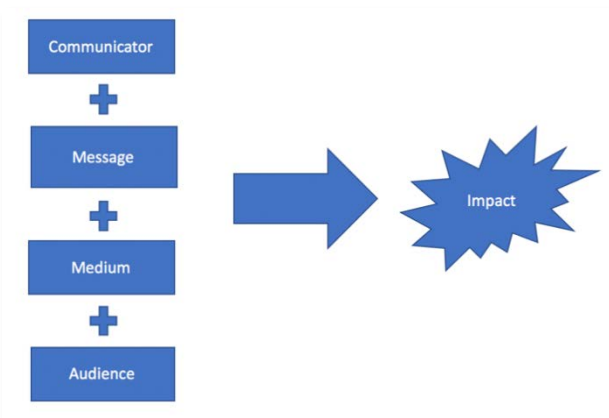 Communicator
Message
Medium
Audience
Impact